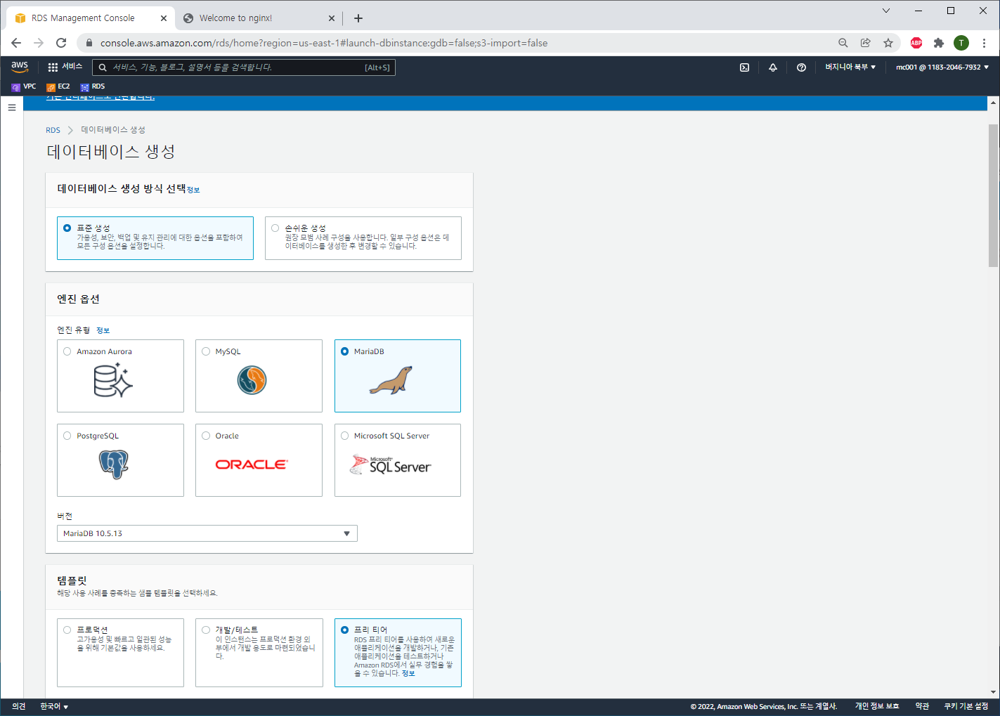 RDS Management Console
Welcome to nginx!
console.aws.amazon.com/rds/home?region=us-east-1#launch-dbinstance:gdb=false;s3-import=false
ABP
T
aws
서비스
서비스, 기능, 블로그, 설명서 등을 검색합니다.
[Alt+S]
버지니아 북부
mc001 @ 1183-2046-7932
VPC
EC2
RDS
RDS
데이터베이스 생성
데이터베이스 생성
데이터베이스 생성 방식 선택 정보
표준 생성
가용성, 보안, 백업 및 유지 관리에 대한 옵션을 포함하여
모든 구성 옵션을 설정합니다.
손쉬운 생성
권장 모범 사례 구성을 사용합니다. 일부 구성 옵션은 데
이터베이스를 생성한 후 변경할 수 있습니다.
엔진 옵션
엔진 유형 정보
Amazon Aurora
MySQL
MariaDB
PostgreSQL
Oracle
ORACLE
Microsoft SQL Server
Microsoft
SQL Server
버전
MariaDB 10.5.13
템플릿
해당 사용 사례를 충족하는 샘플 템플릿을 선택하세요.
프로덕션
고가용성 및 빠르고 일관된 성능
을 위해 기본값을 사용하세요.
개발/테스트
이 인스턴스는 프로덕션 환경 외
부에서 개발 용도로 마련되었습니
다.
프리 티어
RDS 프리 티어를 사용하여 새로운
애플리케이션을 개발하거나, 기존
애플리케이션을 테스트하거나
Amazon RDS에서 실무 경험을 쌓
을 수 있습니다. 정보
의견
한국어
© 2022, Amazon Web Services, Inc. 또는 계열사.
개인 정보 보호
약관
쿠키 기본 설정